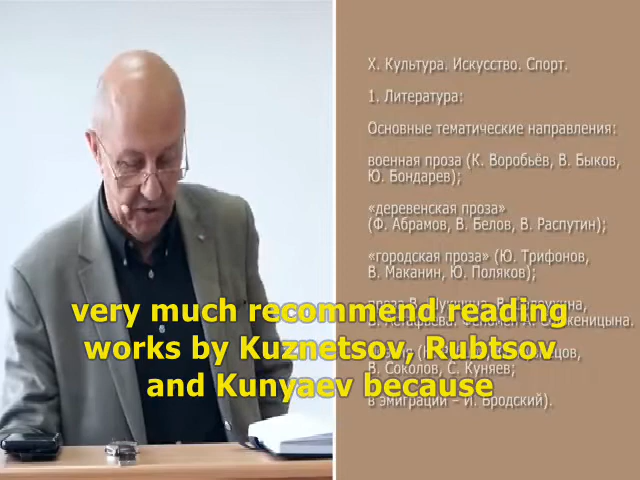 X. Культура. Искусство. Спорт.
1. Литература:
Основные тематические направления:
военная проза (К. Воробьёв, В. Быков,
Ю. Бондарев);
«деревенская проза»
(Ф. Абрамов, В. Белов, В. Распутин);
«городская проза» (Ю. Трифонов,
В. Маканин, Ю. Поляков);
very much recommend reading
works by Kuznetsov, Rubtsov
and Kunyaev because
В. Соколов, С. Куняев;
в эмиграции – И. Бродский).